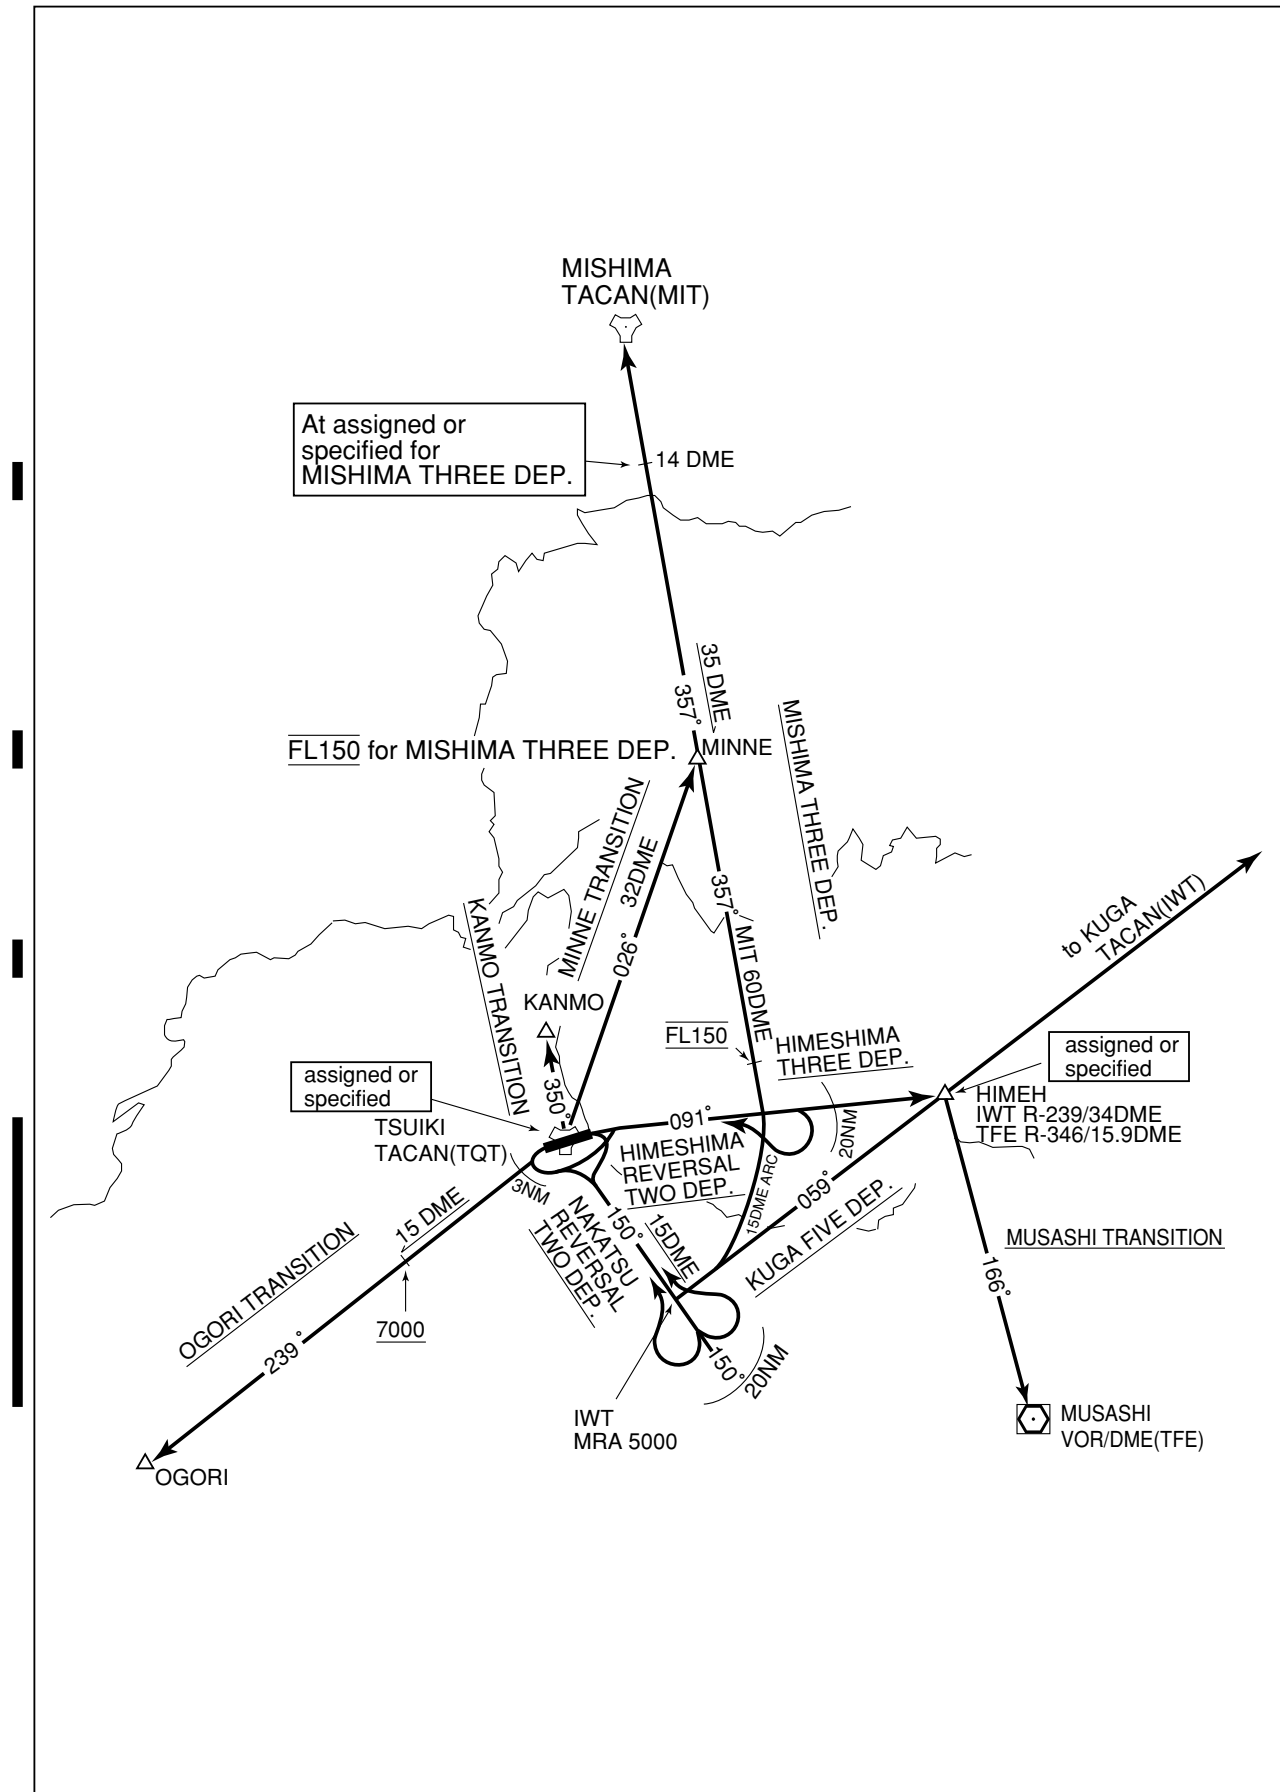 MISHIMA
TACAN(MIT)
At assigned or
specified for
MISHIMA THREE DEP.
14 DME
35 DME
357°
FL150 for MISHIMA THREE DEP.
MINNE
MISHIMA THREE DEP.
MINNE TRANSITION
026° 32DME
357° MIT 60DME
KANMO TRANSITION
KANMO
350°
to KUGA
TACAN(IWT)
FL150
HIMESHIMA
THREE DEP.
assigned or
specified
assigned or
specified
TSUIKI
TACAN(TQT)
091°
20NM
HIMEH
IWT R-239/34DME
TFE R-346/15.9DME
HIMESHIMA
REVERSAL
TWO DEP.
3NM
15DME ARC
059°
KUGA FIVE DEP.
NAKATSU
REVERSAL
TWO DEP.
150°
15DME
15 DME
OGORI TRANSITION
7000
239°
MUSASHI TRANSITION
166°
150°
20NM
IWT
MRA 5000
MUSASHI
VOR/DME(TFE)
OGORI